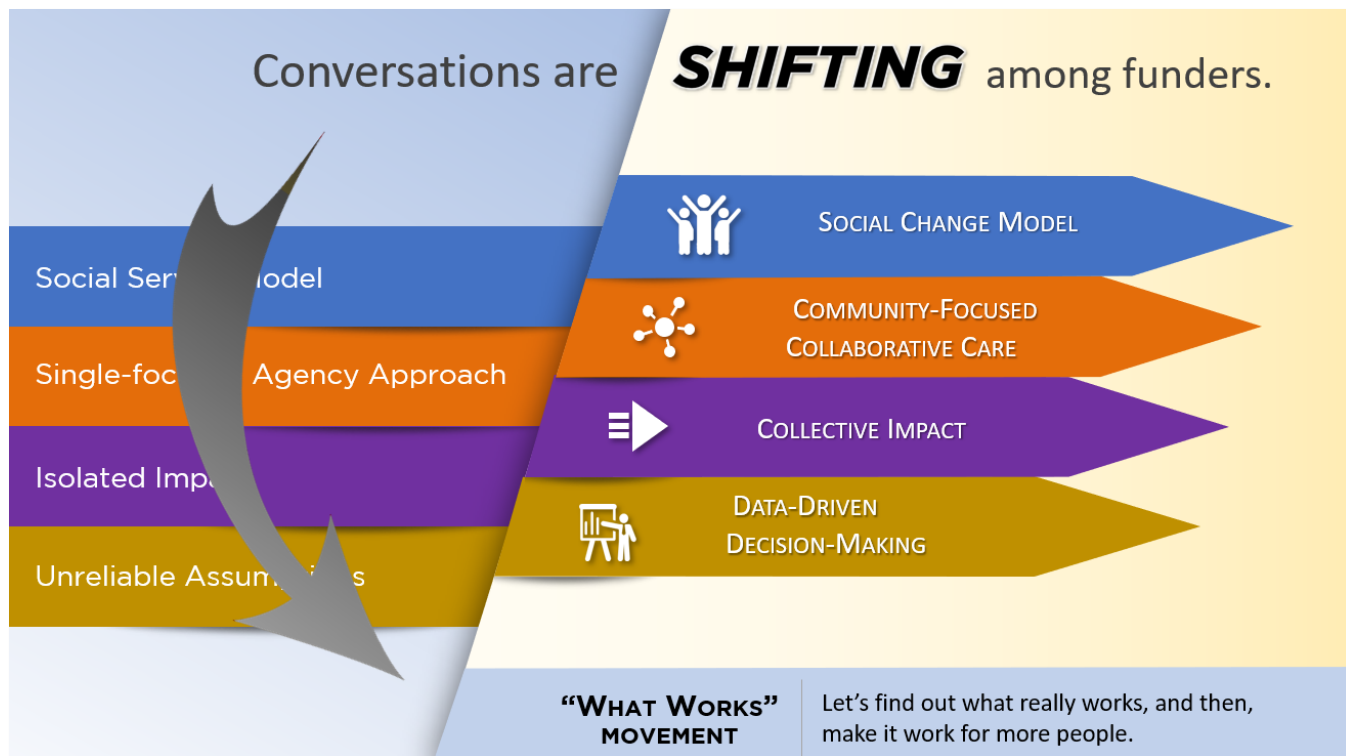 Conversations are SHIFTING among funders.
Social Ser Model
Single-foc Agency Approach
Isolated Imp
Unreliable Assum s
SOCIAL CHANGE MODEL
COMMUNITY-FOCUSED
COLLABORATIVE CARE
COLLECTIVE IMPACT
DATA-DRIVEN
DECISION-MAKING
“WHAT WORKS”
MOVEMENT
Let’s find out what really works, and then,
make it work for more people.